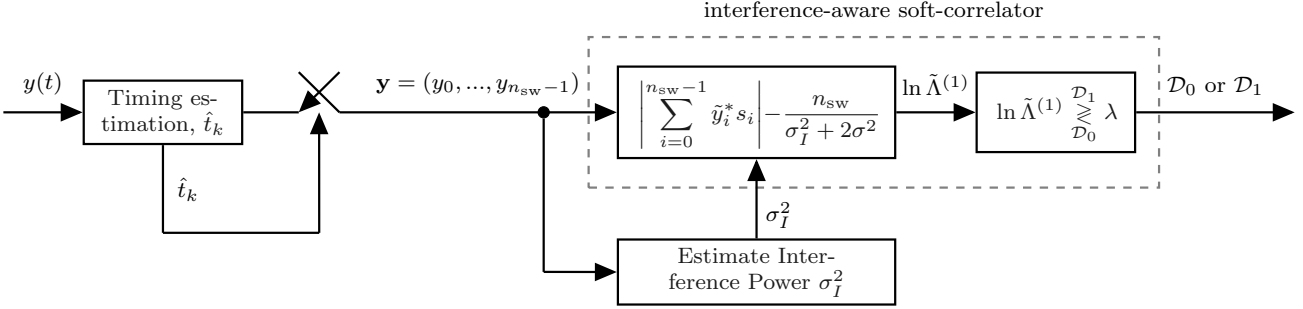 interference-aware soft-correlator
y(t)
Timing es-
timation, t̂_k
t̂_k
y = (y_0, ..., y_{n_sw−1})
|∑_{i=0}^{n_sw−1} ỹ_i^* s_i| − n_sw / (σ_I^2 + 2σ^2)
ln Λ̃^(1)
ln Λ̃^(1) ≷_{D_0}^{D_1} λ
D_0 or D_1
σ_I^2
Estimate Inter-
ference Power σ_I^2